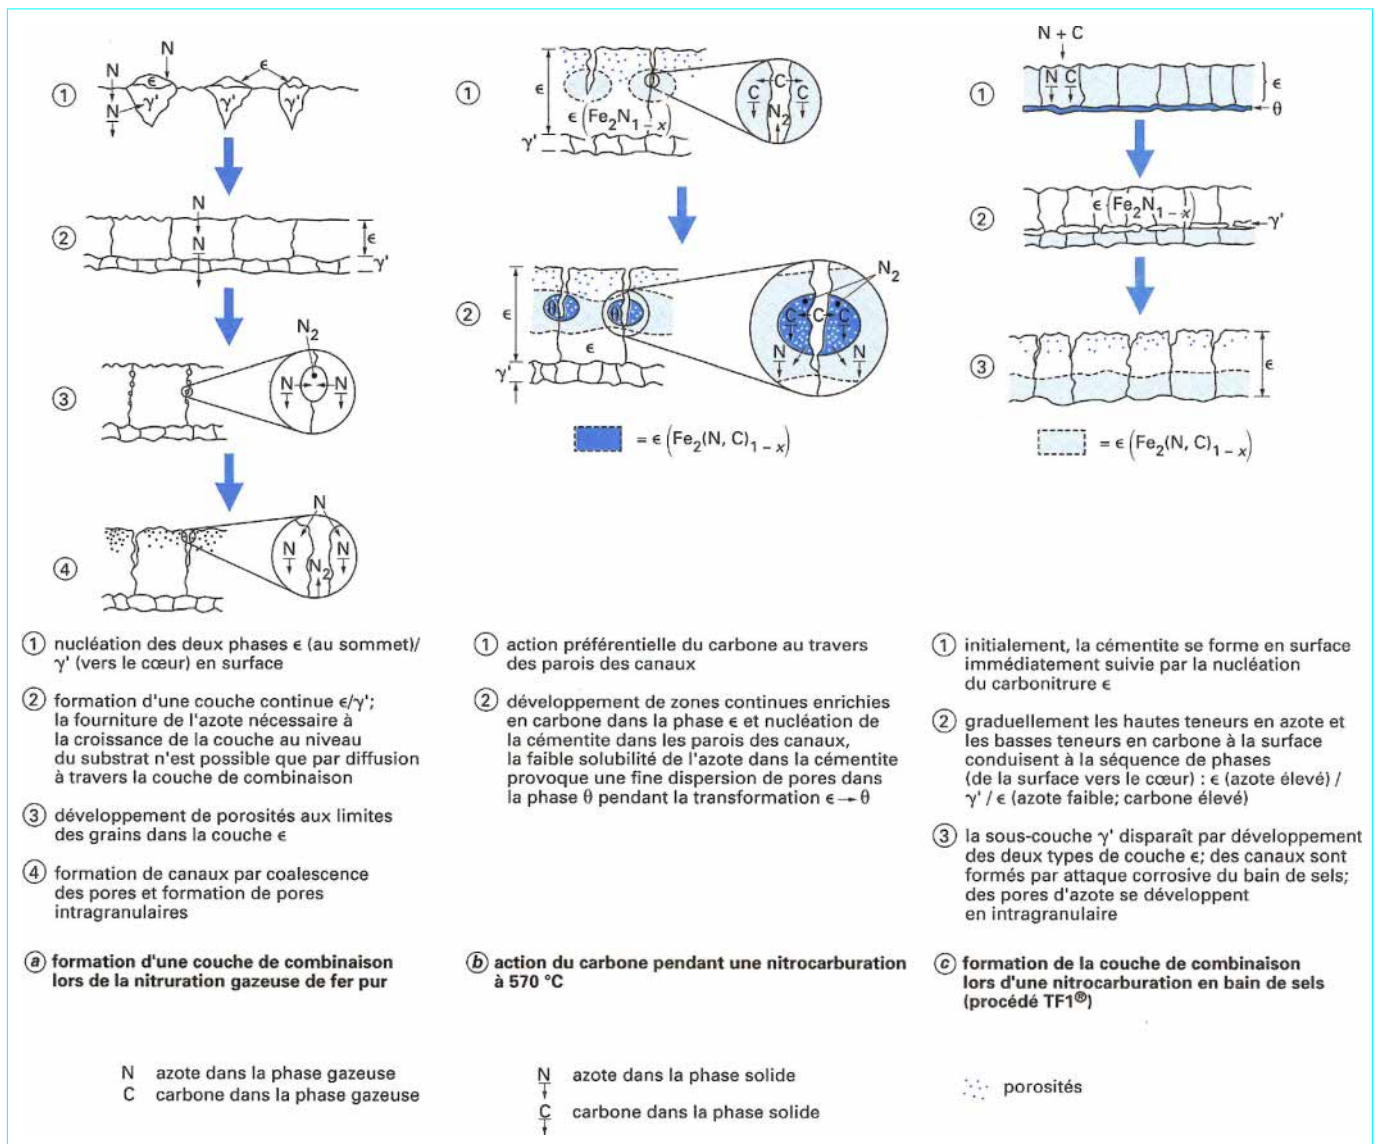 N
N
ϵ
ϵ
①
N
γ'
γ'
γ'
N
②
N
ϵ
γ'
N₂
③
N
N
N
④
N
N
N₂
①
ϵ
ϵ (Fe₂N₁₋ₓ)
γ'
C
C
C
N₂
②
ϵ
θ
θ
ϵ
γ'
N₂
C
C
C
N
N
= ϵ (Fe₂(N, C)₁₋ₓ)
N + C
①
N
C
ϵ
θ
②
ϵ (Fe₂N₁₋ₓ)
γ'
③
ϵ
= ϵ (Fe₂(N, C)₁₋ₓ)
① nucléation des deux phases ϵ (au sommet)/
γ' (vers le cœur) en surface
② formation d'une couche continue ϵ/γ';
la fourniture de l'azote nécessaire à
la croissance de la couche au niveau
du substrat n'est possible que par diffusion
à travers la couche de combinaison
③ développement de porosités aux limites
des grains dans la couche ϵ
④ formation de canaux par coalescence
des pores et formation de pores
intragranulaires
ⓐ formation d'une couche de combinaison
lors de la nitruration gazeuse de fer pur
① action préférentielle du carbone au travers
des parois des canaux
② développement de zones continues enrichies
en carbone dans la phase ϵ et nucléation de
la cémentite dans les parois des canaux,
la faible solubilité de l'azote dans la cémentite
provoque une fine dispersion de pores dans
la phase θ pendant la transformation ϵ → θ
ⓑ action du carbone pendant une nitrocarburation
à 570 °C
① initialement, la cémentite se forme en surface
immédiatement suivie par la nucléation
du carbonitrure ϵ
② graduellement les hautes teneurs en azote et
les basses teneurs en carbone à la surface
conduisent à la séquence de phases
(de la surface vers le cœur) : ϵ (azote élevé) /
γ' / ϵ (azote faible; carbone élevé)
③ la sous-couche γ' disparaît par développement
des deux types de couche ϵ; des canaux sont
formés par attaque corrosive du bain de sels;
des pores d'azote se développent
en intragranulaire
ⓒ formation de la couche de combinaison
lors d'une nitrocarburation en bain de sels
(procédé TF1®)
N azote dans la phase gazeuse
C carbone dans la phase gazeuse
N azote dans la phase solide
C carbone dans la phase solide
porosités